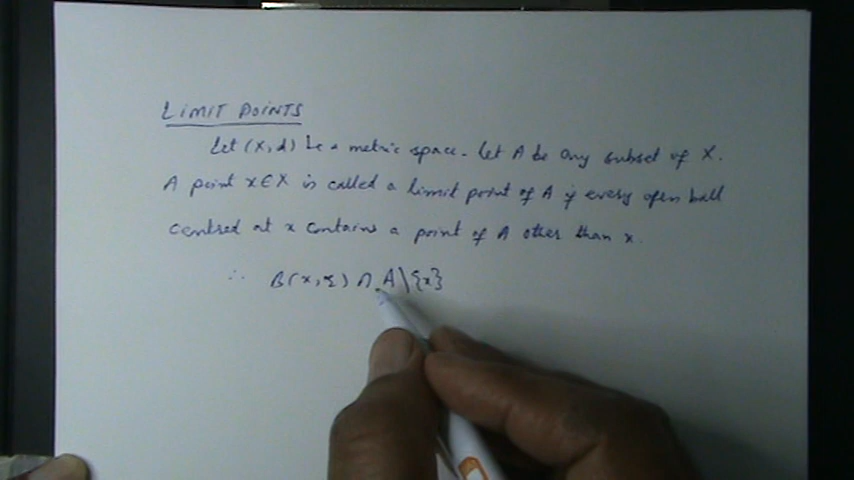 LIMIT POINTS
Let (X,d) be a metric space. Let A be any subset of X.
A point x∈X is called a limit point of A if every open ball
centred at x contains a point of A other than x.
∴ B(x,ξ) ∩ A\{x}